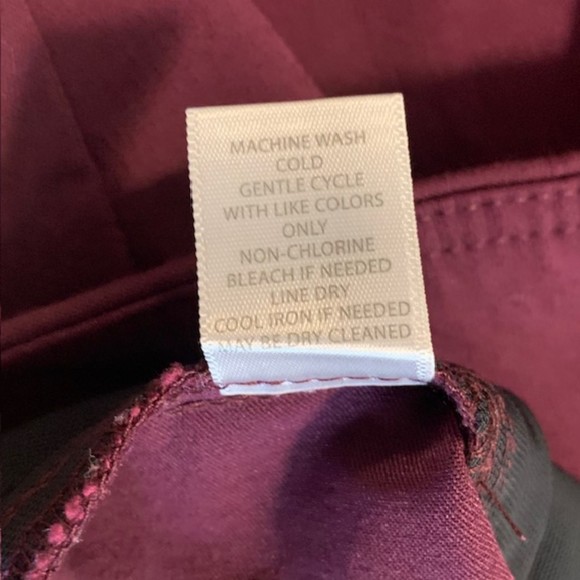 MACHINE WASH
COLD
GENTLE CYCLE
WITH LIKE COLORS
ONLY
NON-CHLORINE
BLEACH IF NEEDED
LINE DRY
COOL IRON IF NEEDED
MAY BE DRY CLEANED